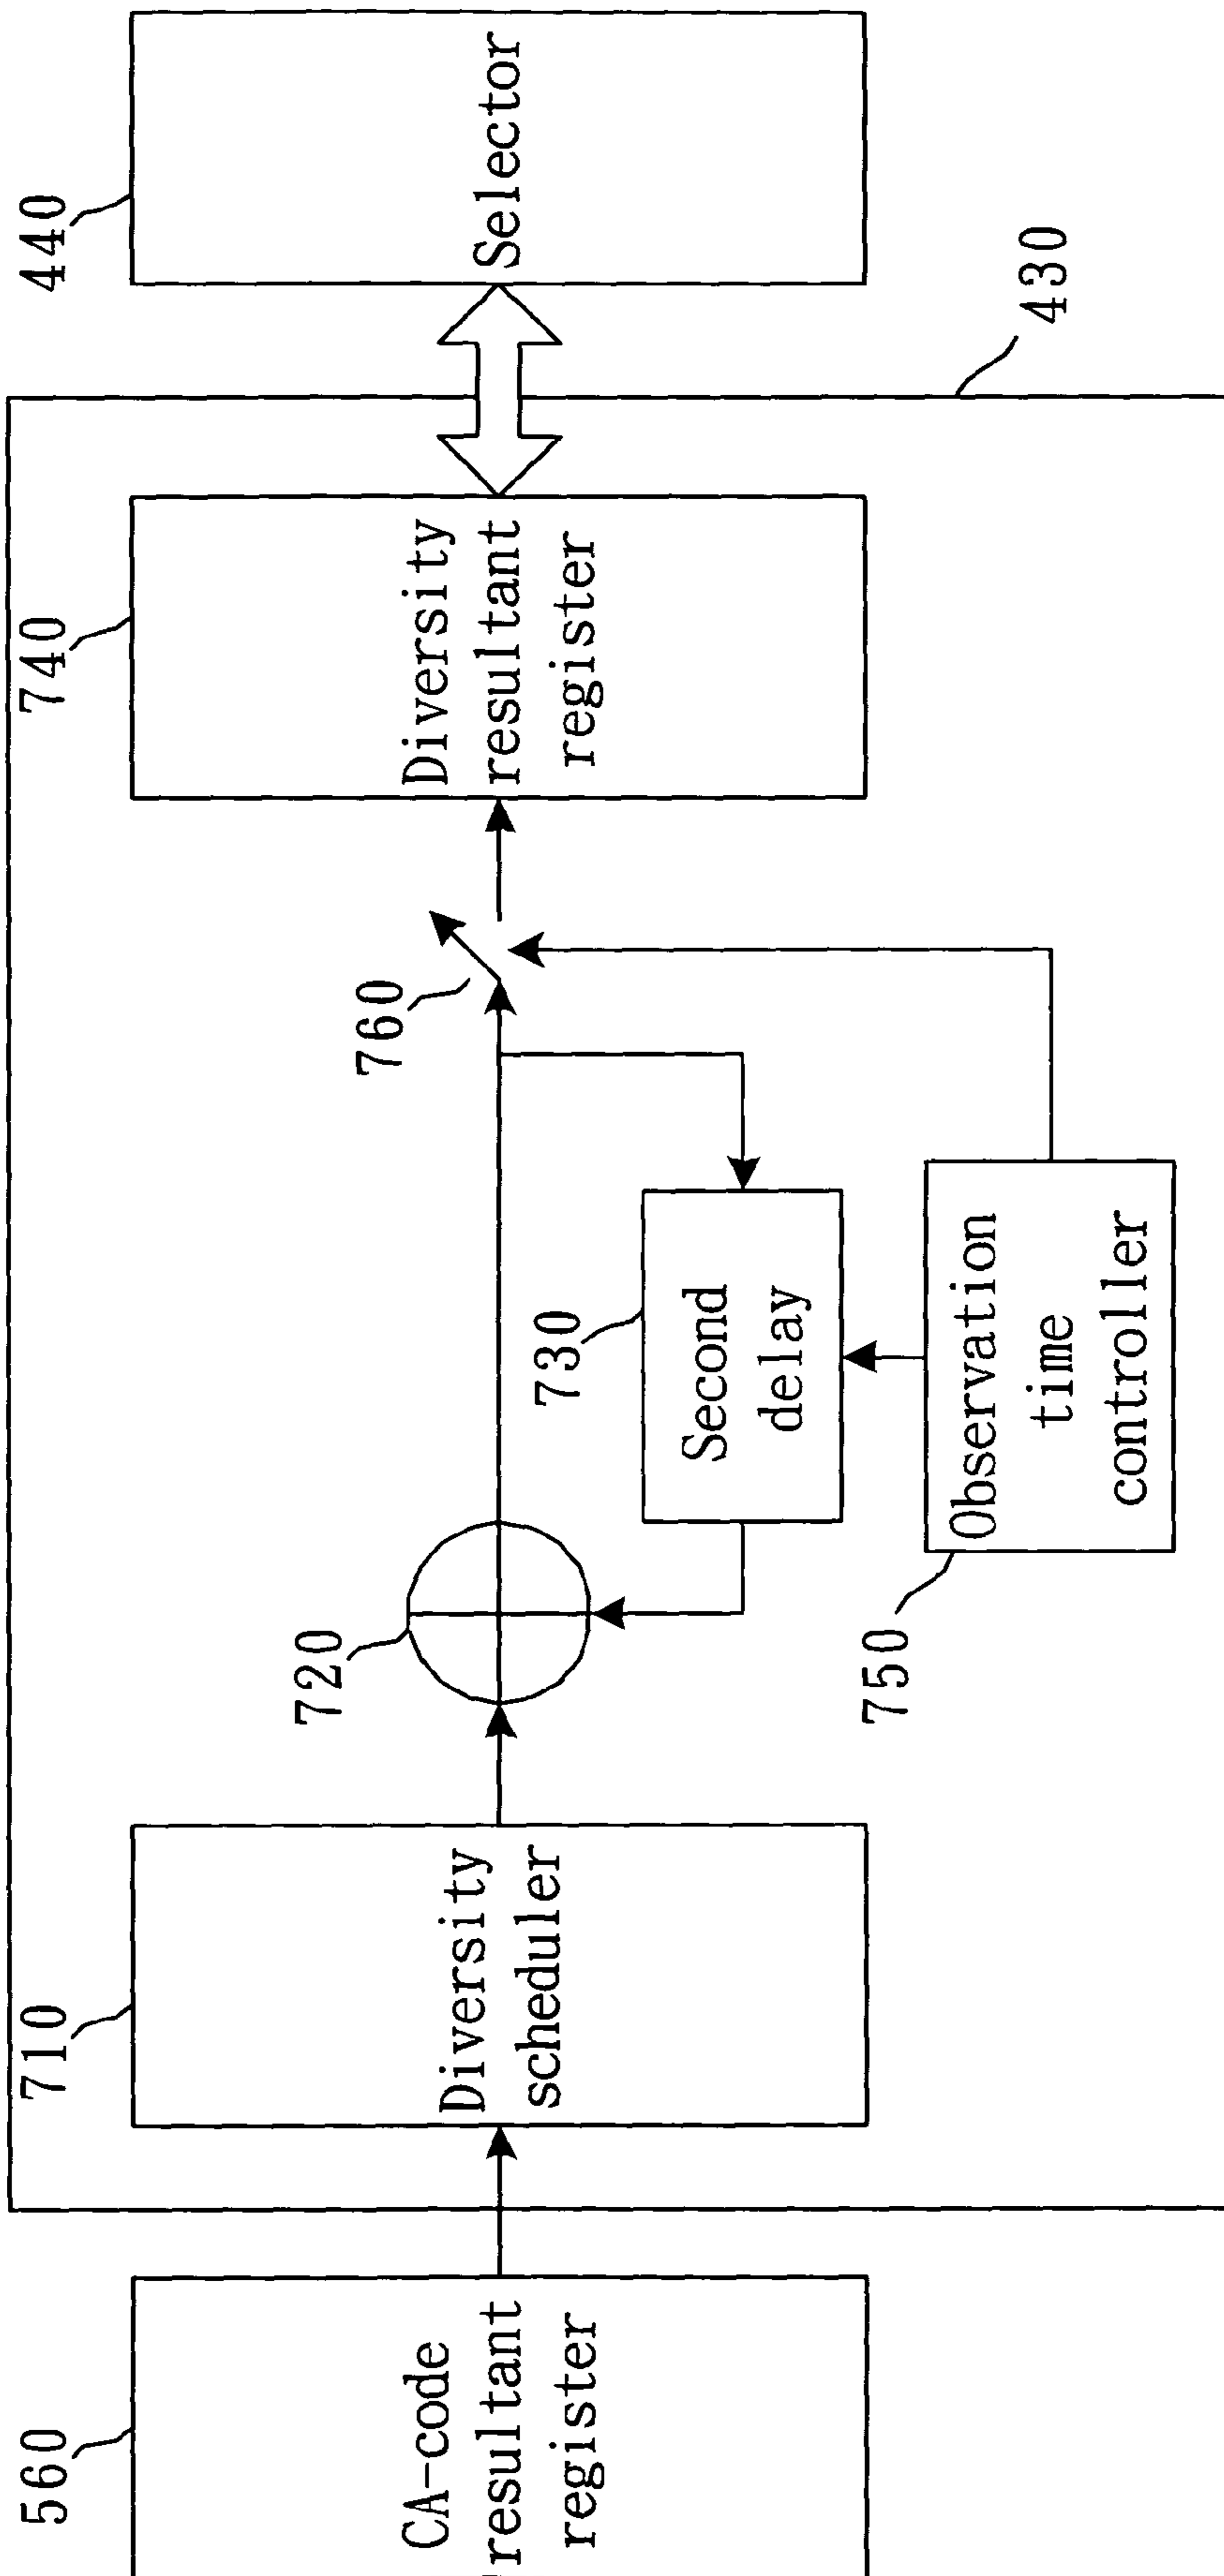 560
CA-code
resultant
register
710
Diversity
scheduler
720
730
Second
delay
750
Observation
time
controller
760
740
Diversity
resultant
register
430
440
Selector